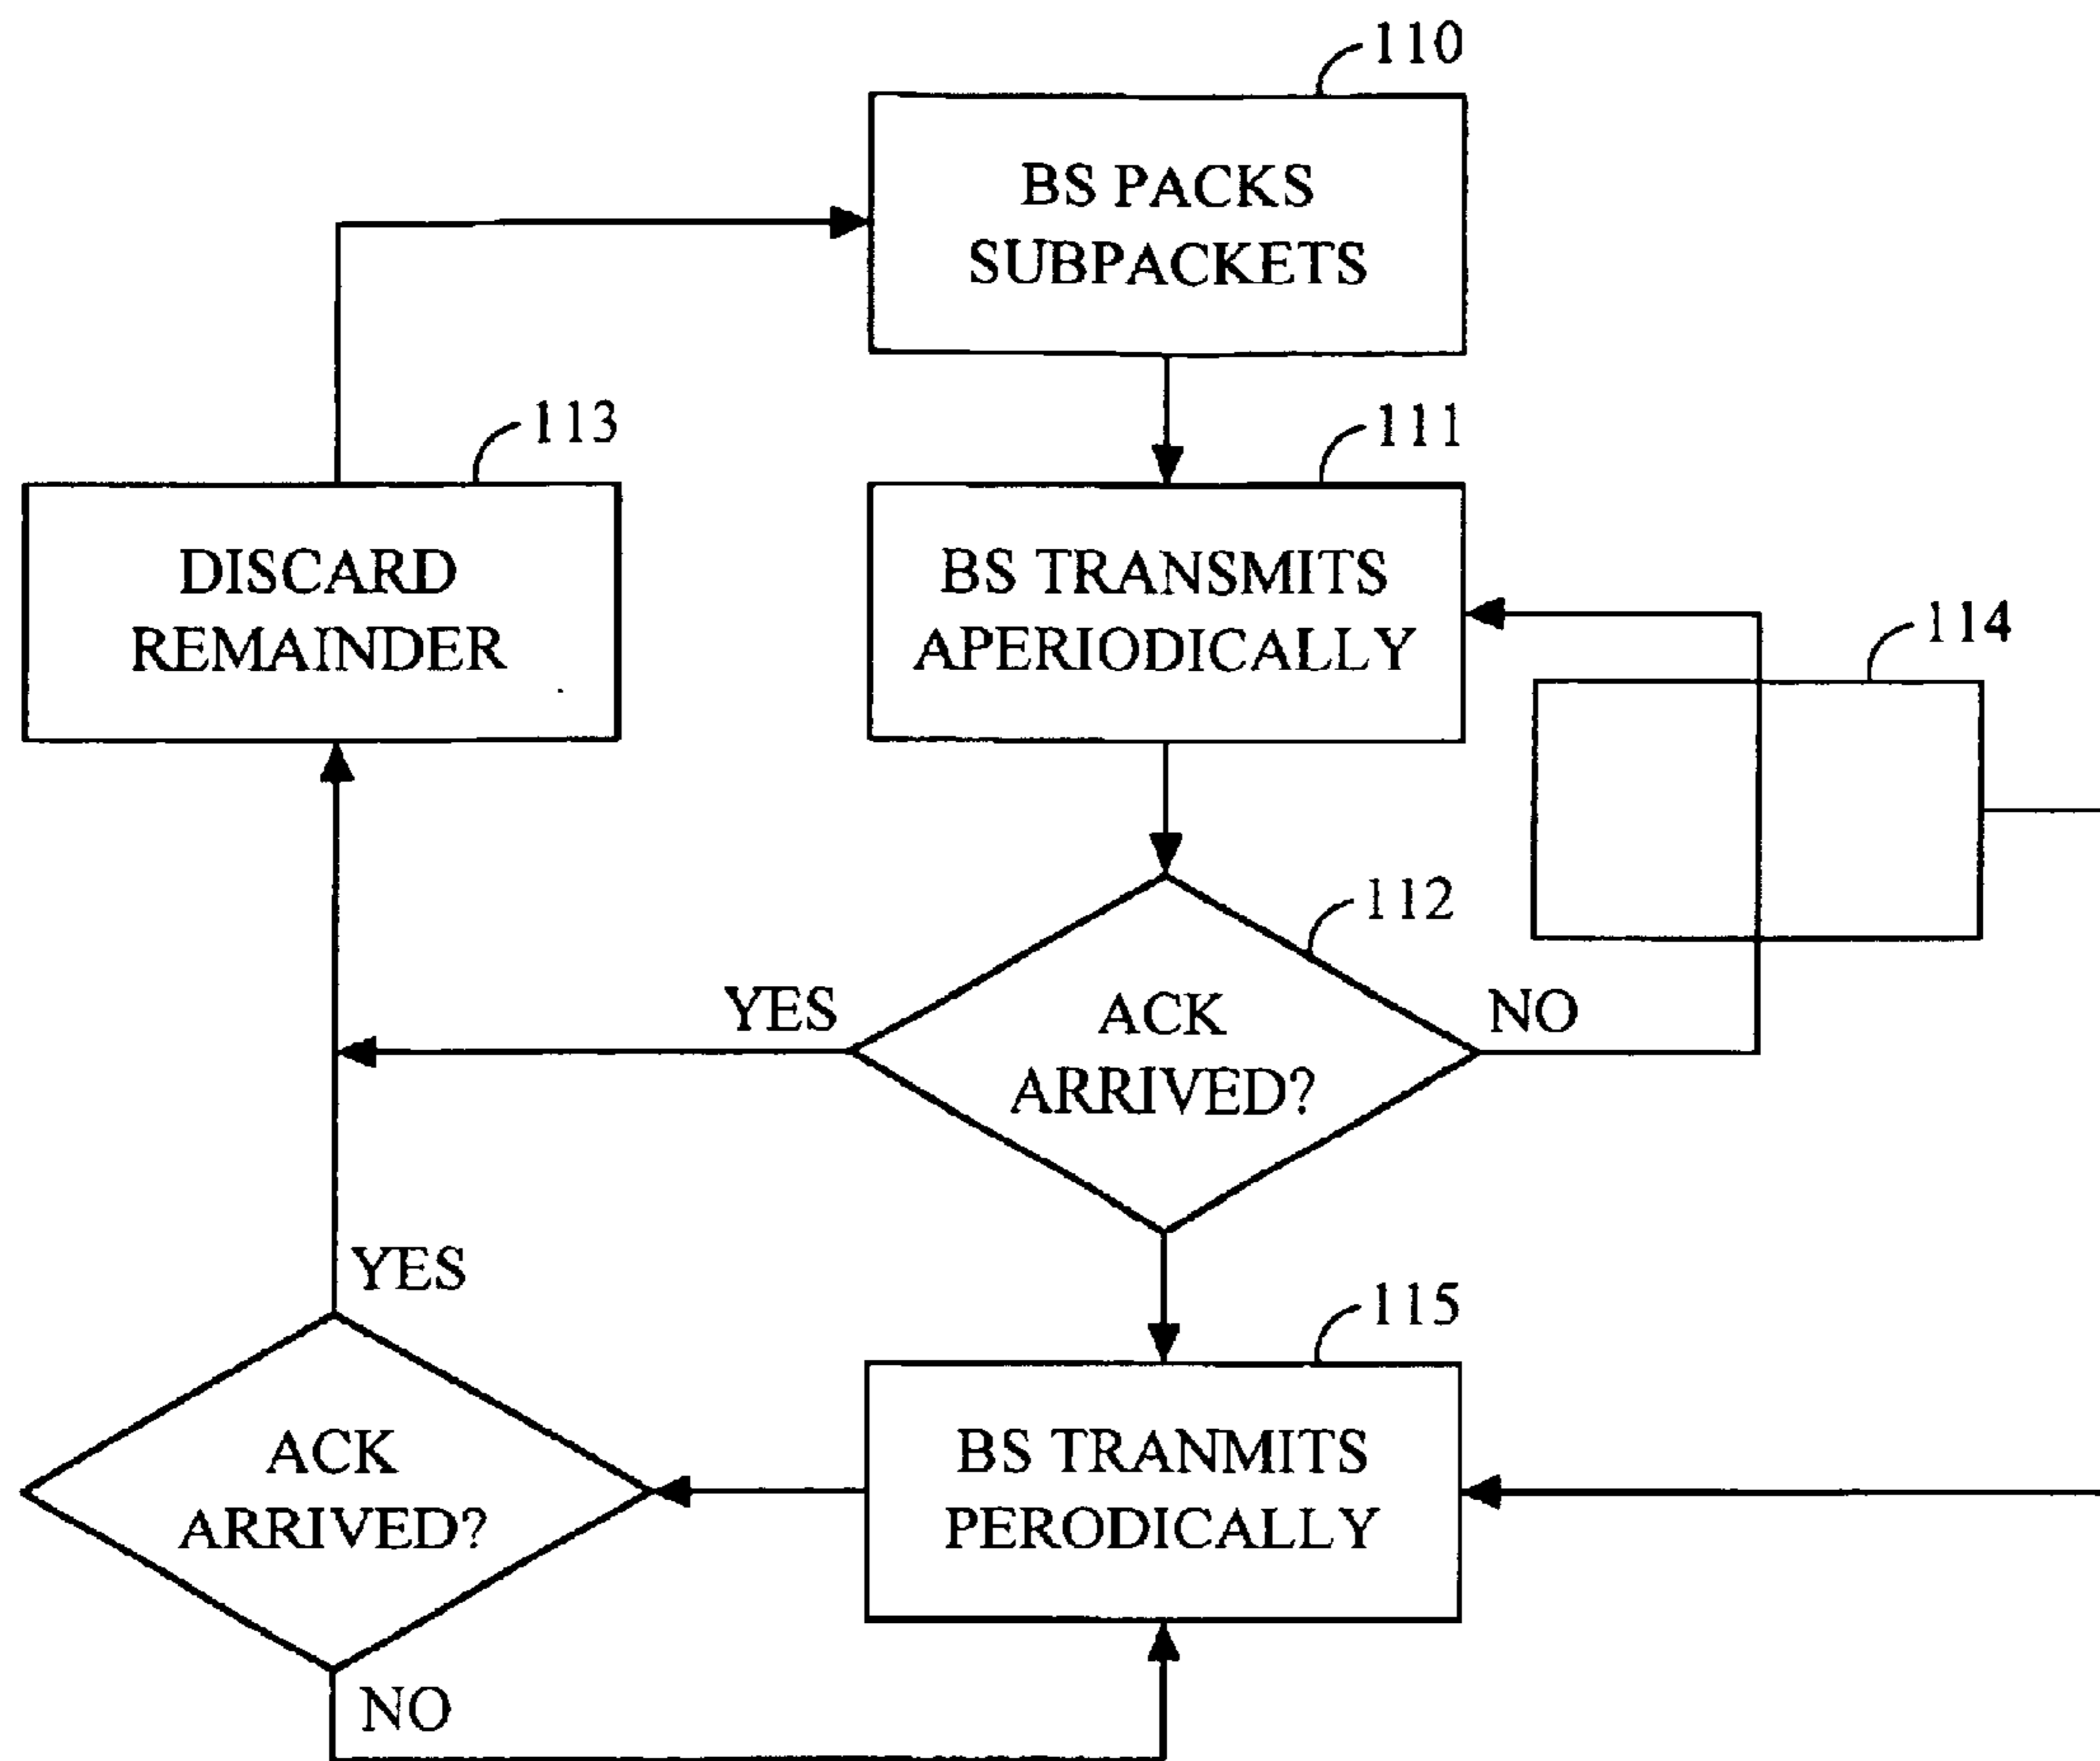 110
BS PACKS
SUBPACKETS
113
111
DISCARD
REMAINDER
BS TRANSMITS
APERIODICALLY
114
112
YES
ACK
ARRIVED?
NO
YES
115
ACK
ARRIVED?
BS TRANMITS
PERODICALLY
NO